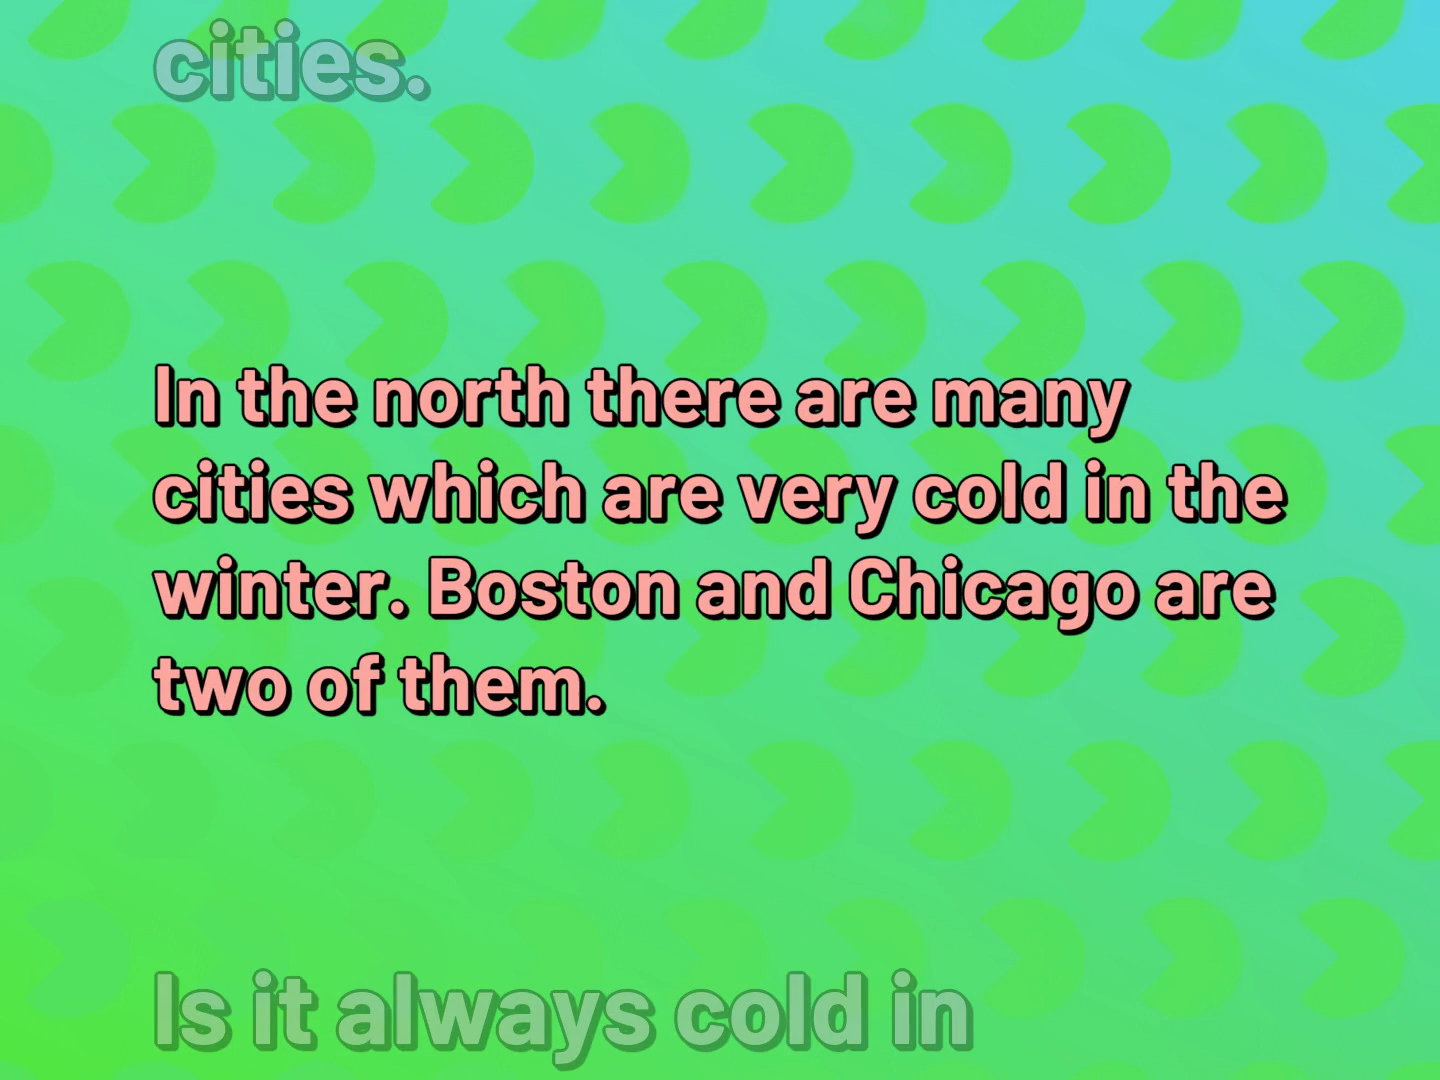 cities.
In the north there are many
cities which are very cold in the
winter. Boston and Chicago are
two of them.
Is it always cold in